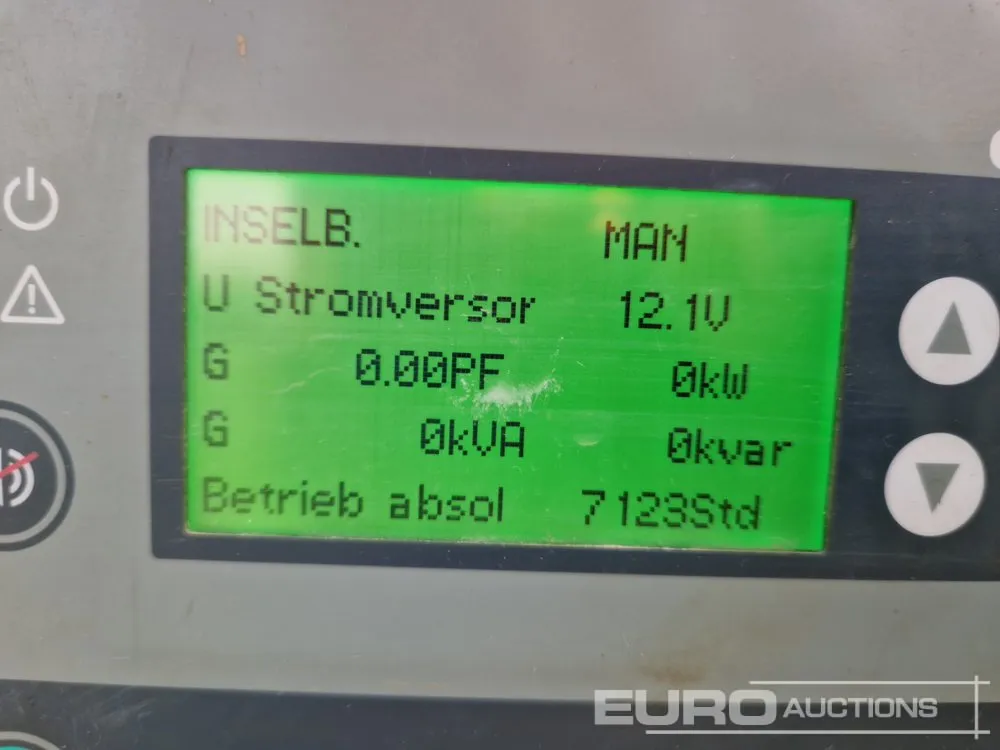 INSELB. MAN
U Stromversor 12.1V
G 0.00PF 0kW
G 0kVA 0kvar
Betrieb absol 7123Std
EURO AUCTIONS